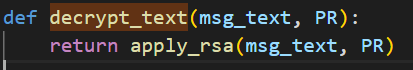 def decrypt_text(msg_text, PR):
    return apply_rsa(msg_text, PR)